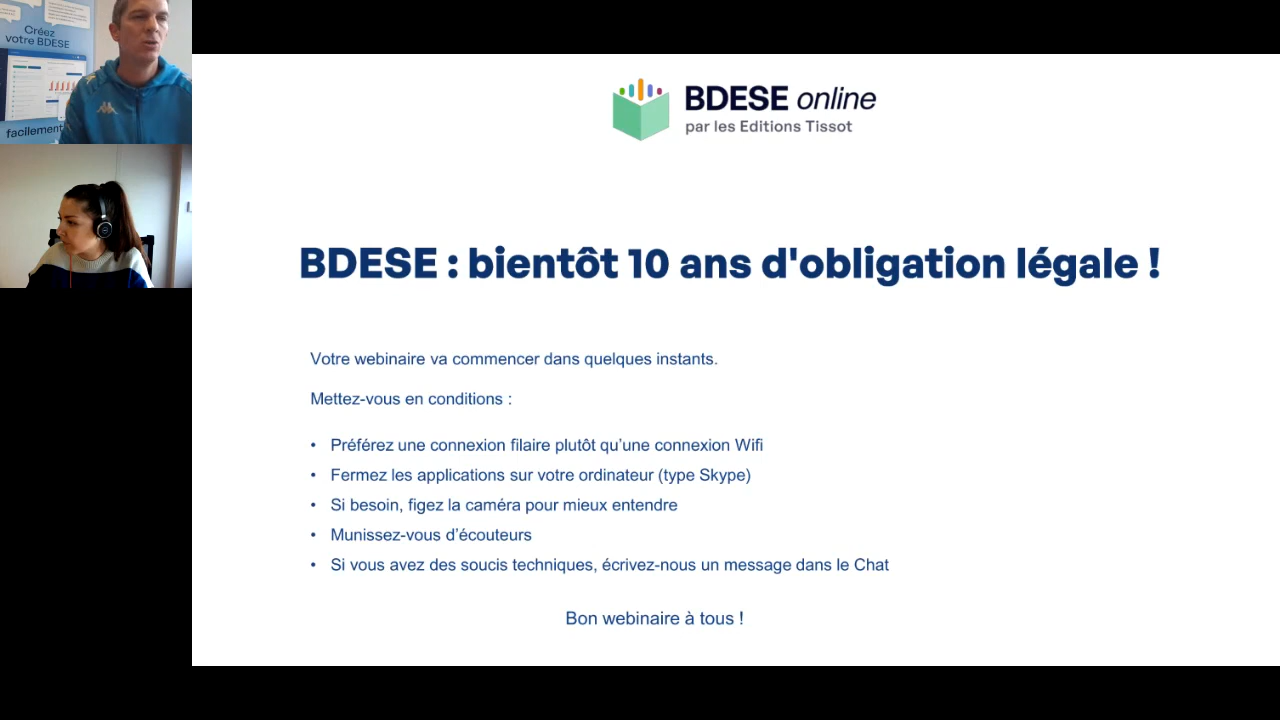 Créez
votre BDESE
facilement
BDESE online
par les Editions Tissot
BDESE : bientôt 10 ans d'obligation légale !
Votre webinaire va commencer dans quelques instants.
Mettez-vous en conditions :
• Préférez une connexion filaire plutôt qu’une connexion Wifi
• Fermez les applications sur votre ordinateur (type Skype)
• Si besoin, figez la caméra pour mieux entendre
• Munissez-vous d’écouteurs
• Si vous avez des soucis techniques, écrivez-nous un message dans le Chat
Bon webinaire à tous !